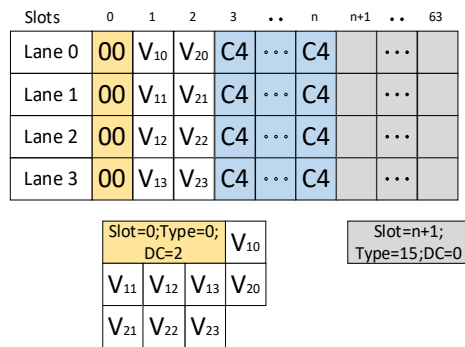 Slots 0 1 2 3 .. n n+1 .. 63
Lane 0 00 V10 V20 C4 ... C4 ...
Lane 1 00 V11 V21 C4 ... C4 ...
Lane 2 00 V12 V22 C4 ... C4 ...
Lane 3 00 V13 V23 C4 ... C4 ...
Slot=0;Type=0;
DC=2 V10
V11 V12 V13 V20
V21 V22 V23
Slot=n+1;
Type=15;DC=0